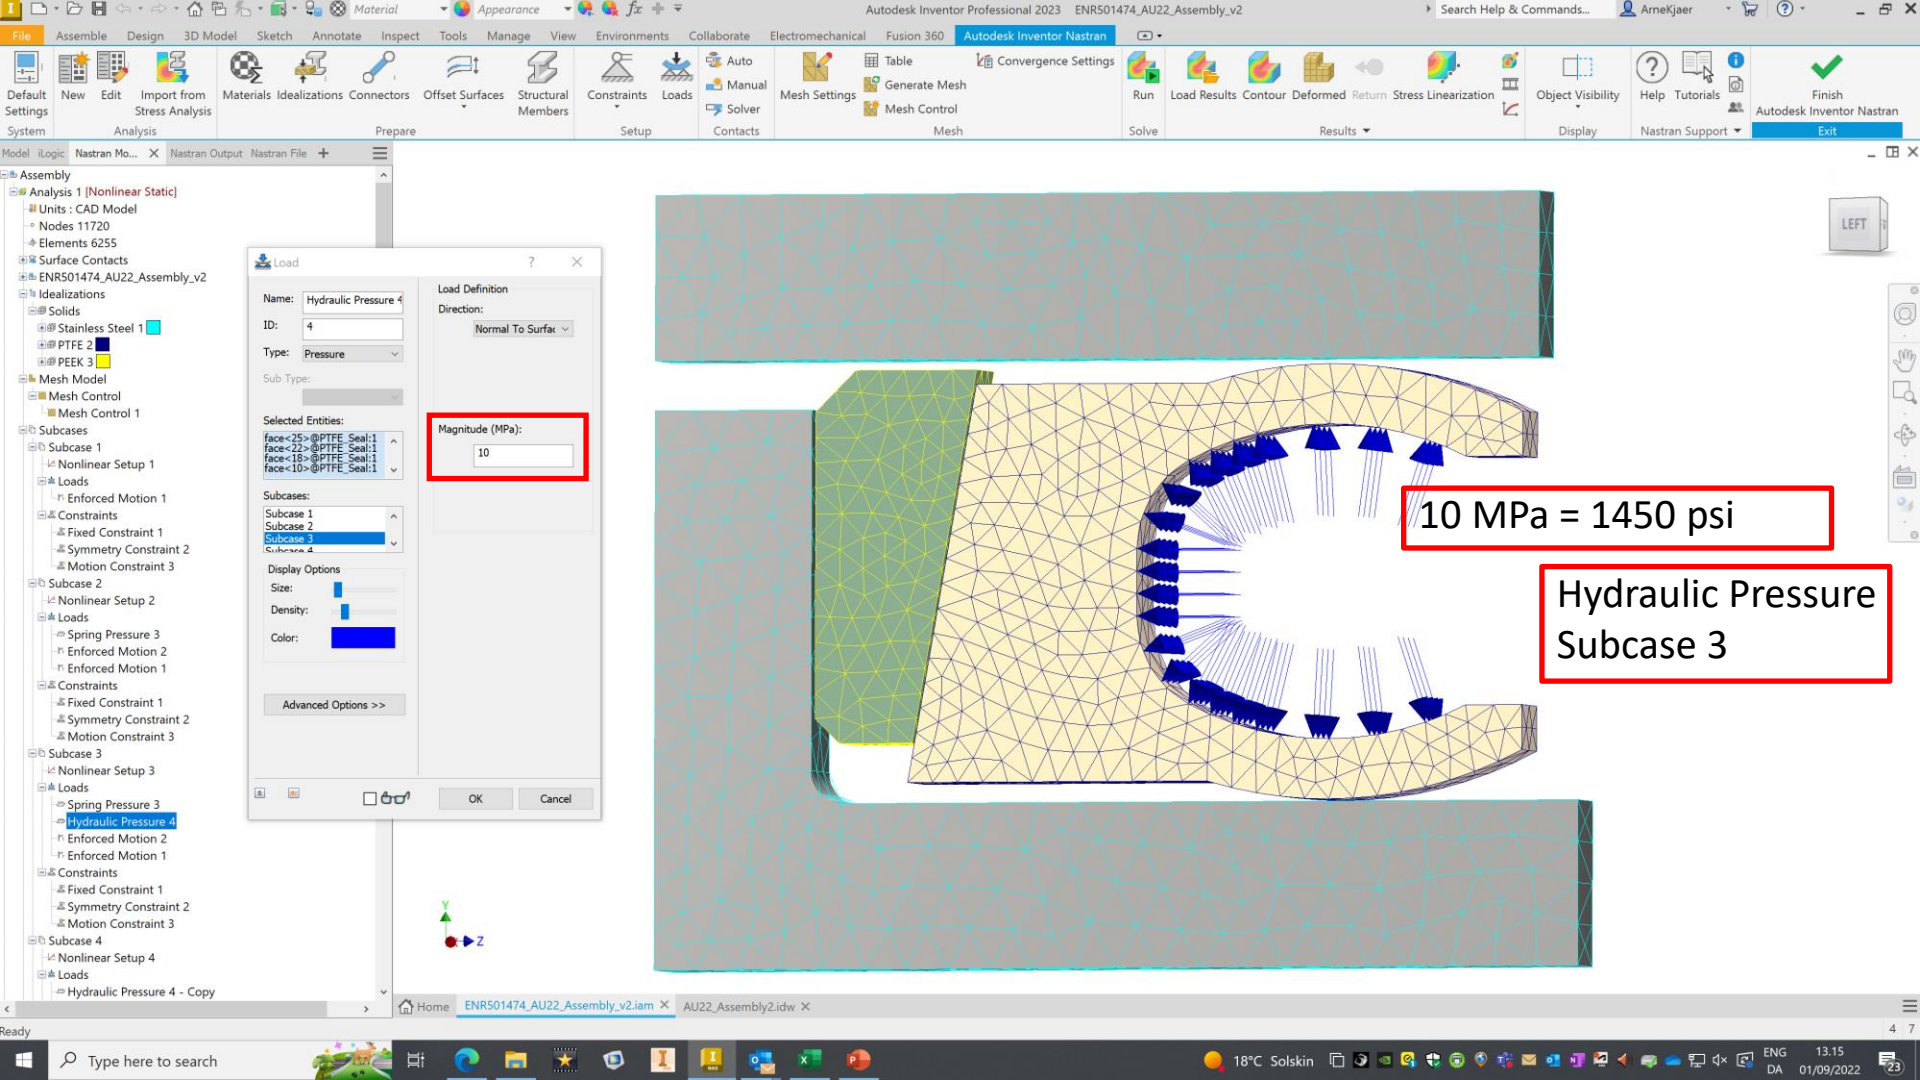 Material
Appearance
Autodesk Inventor Professional 2023 ENR501474_AU22_Assembly_v2
Search Help & Commands...
ArneKjaer
File Assemble Design 3D Model Sketch Annotate Inspect Tools Manage View Environments Collaborate Electromechanical Fusion 360 Autodesk Inventor Nastran
Auto
Manual
Solver
Table
Generate Mesh
Mesh Control
Convergence Settings
Default Settings
New
Edit
Import from Stress Analysis
Materials
Idealizations
Connectors
Offset Surfaces
Structural Members
Constraints
Loads
Mesh Settings
Run
Load Results
Contour
Deformed
Return
Stress Linearization
Object Visibility
Help
Tutorials
Finish Autodesk Inventor Nastran
System Analysis Prepare Setup Contacts Mesh Solve Results Display Nastran Support Exit
Model iLogic Nastran Mo... Nastran Output Nastran File
Assembly
Analysis 1 [Nonlinear Static]
Units : CAD Model
Nodes 11720
Elements 6255
Surface Contacts
ENR501474_AU22_Assembly_v2
Idealizations
Solids
Stainless Steel 1
PTFE 2
PEEK 3
Mesh Model
Mesh Control
Mesh Control 1
Subcases
Subcase 1
Nonlinear Setup 1
Loads
Enforced Motion 1
Constraints
Fixed Constraint 1
Symmetry Constraint 2
Motion Constraint 3
Subcase 2
Nonlinear Setup 2
Loads
Spring Pressure 3
Enforced Motion 2
Enforced Motion 1
Constraints
Fixed Constraint 1
Symmetry Constraint 2
Motion Constraint 3
Subcase 3
Nonlinear Setup 3
Loads
Spring Pressure 3
Hydraulic Pressure 4
Enforced Motion 2
Enforced Motion 1
Constraints
Fixed Constraint 1
Symmetry Constraint 2
Motion Constraint 3
Subcase 4
Nonlinear Setup 4
Loads
Hydraulic Pressure 4 - Copy
Load
?
Name: Hydraulic Pressure 4
ID: 4
Type: Pressure
Sub Type:
Selected Entities:
face<25>@PTFE_Seal:1
face<22>@PTFE_Seal:1
face<18>@PTFE_Seal:1
face<10>@PTFE_Seal:1
Subcases:
Subcase 1
Subcase 2
Subcase 3
Subcase 4
Display Options
Size:
Density:
Color:
Advanced Options >>
Load Definition
Direction:
Normal To Surfac
Magnitude (MPa):
10
OK
Cancel
LEFT
10 MPa = 1450 psi
Hydraulic Pressure
Subcase 3
Y
Z
Home ENR501474_AU22_Assembly_v2.iam AU22_Assembly2.idw
Ready
4 7
Type here to search
18°C Solskin
ENG
DA
13.15
01/09/2022
23